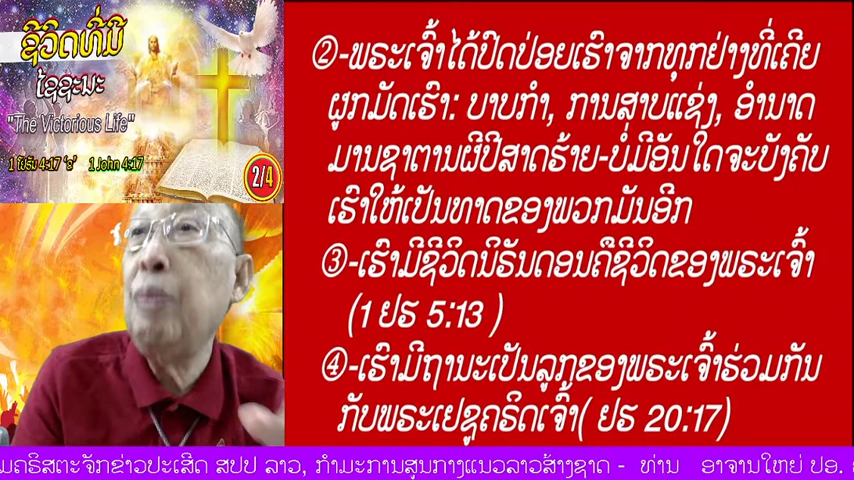 ຊີວິດທີ່ມີ
ໄຊຊະນະ
"The Victorious Life"
1 ໂຢຮັນ 4:17 'ຣ' 1 John 4:17
2/4
②-ພຣະເຈົ້າໄດ້ປົດປ່ອຍເຮົາຈາກທຸກຢ່າງທີ່ເຄີຍ
ຜູກມັດເຮົາ: ບາບກຳ, ການສາບແຊ່ງ, ອຳນາດ
ມານຊາຕານຜີປີສາດຮ້າຍ-ບໍ່ມີອັນໃດຈະບັງຄັບ
ເຮົາໃຫ້ເປັນທາດຂອງພວກມັນອີກ
③-ເຮົາມີຊີວິດນິຣັນດອນຄືຊີວິດຂອງພຣະເຈົ້າ
(1 ຢຮ 5:13 )
④-ເຮົາມີຖານະເປັນລູກຂອງພຣະເຈົ້າຮ່ວມກັນ
ກັບພຣະເຢຊູຄຣິດເຈົ້າ( ຢຮ 20:17)
ມຄຣິສຕະຈັກຂ່າວປະເສີດ ສປປ ລາວ, ກຳມະການສູນກາງແນວລາວສ້າງຊາດ - ທ່ານ ອາຈານໃຫຍ່ ປອ.